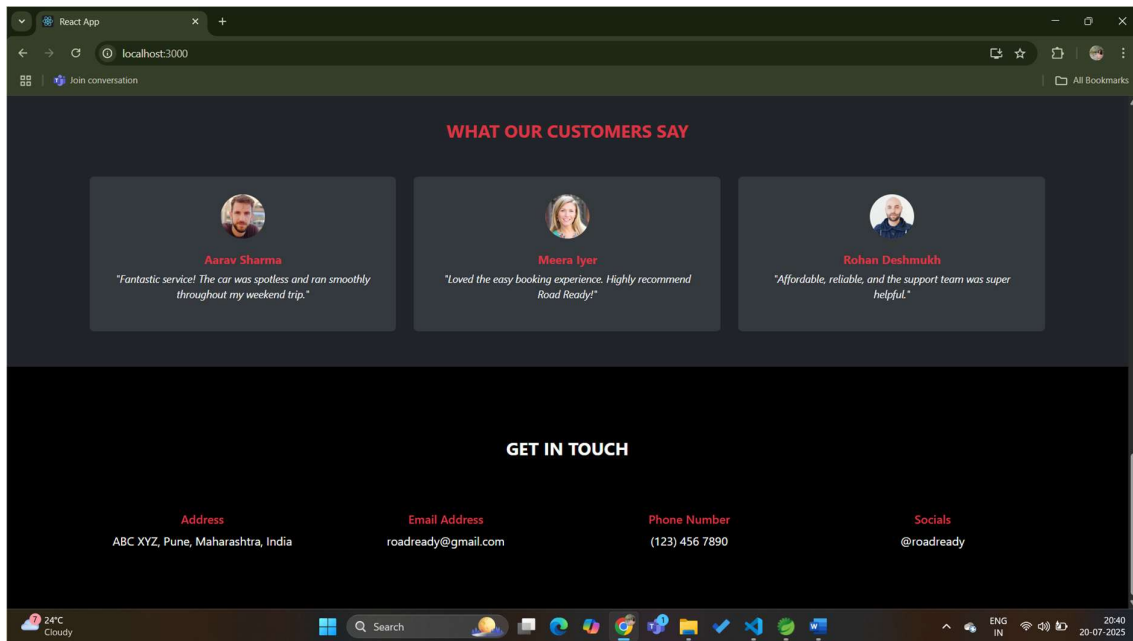 React App
localhost:3000
Join conversation
All Bookmarks
WHAT OUR CUSTOMERS SAY
Aarav Sharma
"Fantastic service! The car was spotless and ran smoothly
throughout my weekend trip."
Meera Iyer
"Loved the easy booking experience. Highly recommend
Road Ready!"
Rohan Deshmukh
"Affordable, reliable, and the support team was super
helpful."
GET IN TOUCH
Address
ABC XYZ, Pune, Maharashtra, India
Email Address
roadready@gmail.com
Phone Number
(123) 456 7890
Socials
@roadready
7
24°C
Cloudy
Search
1
W
ENG
IN
20:40
20-07-2025